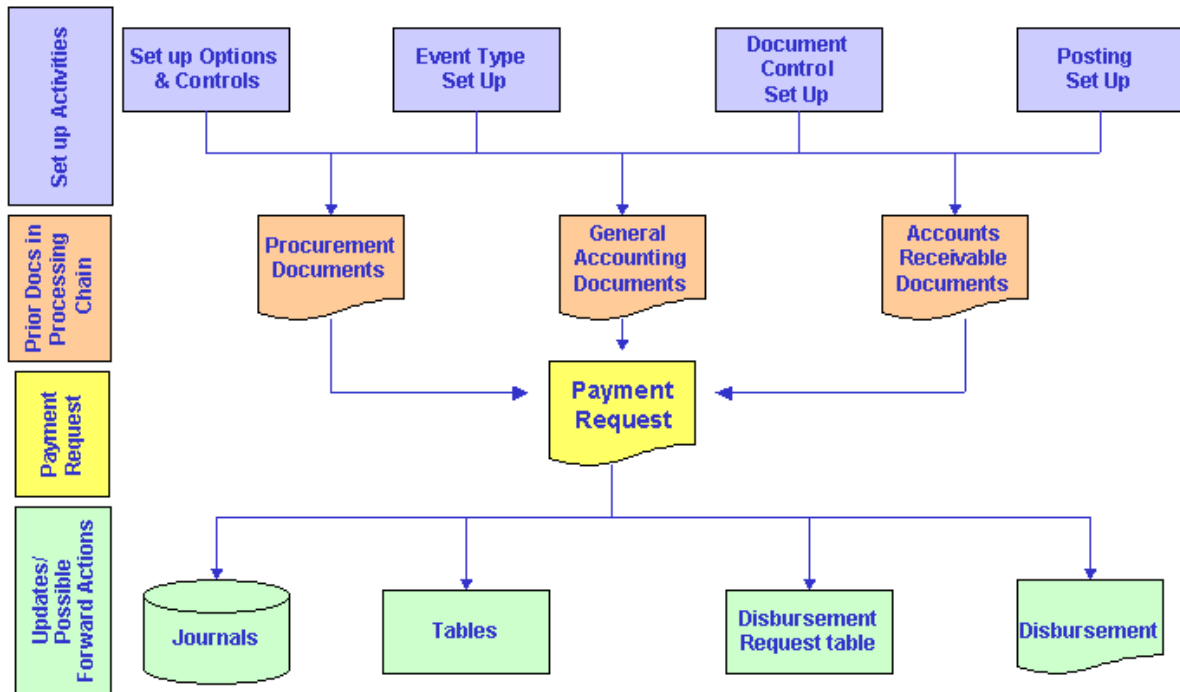 Set up Activities
Set up Options
& Controls
Event Type
Set Up
Document
Control
Set Up
Posting
Set Up
Prior Docs in
Processing
Chain
Procurement
Documents
General
Accounting
Documents
Accounts
Receivable
Documents
Payment
Request
Payment
Request
Updates/
Possible
Forward Actions
Journals
Tables
Disbursement
Request table
Disbursement